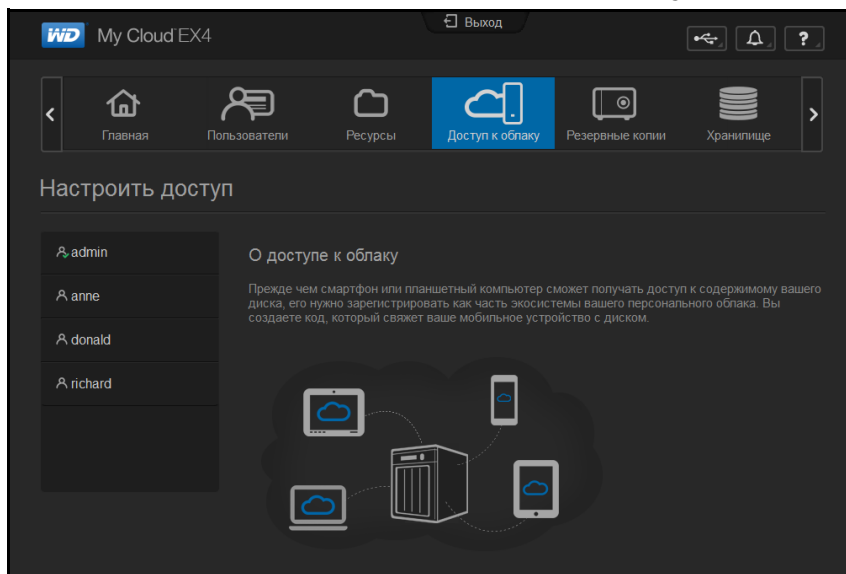 WD My Cloud EX4
Выход
?
Главная
Пользователи
Ресурсы
Доступ к облаку
Резервные копии
Хранилище
Настроить доступ
admin
anne
donald
richard
О доступе к облаку
Прежде чем смартфон или планшетный компьютер сможет получать доступ к содержимому вашего
диска, его нужно зарегистрировать как часть экосистемы вашего персонального облака. Вы
создаете код, который свяжет ваше мобильное устройство с диском.